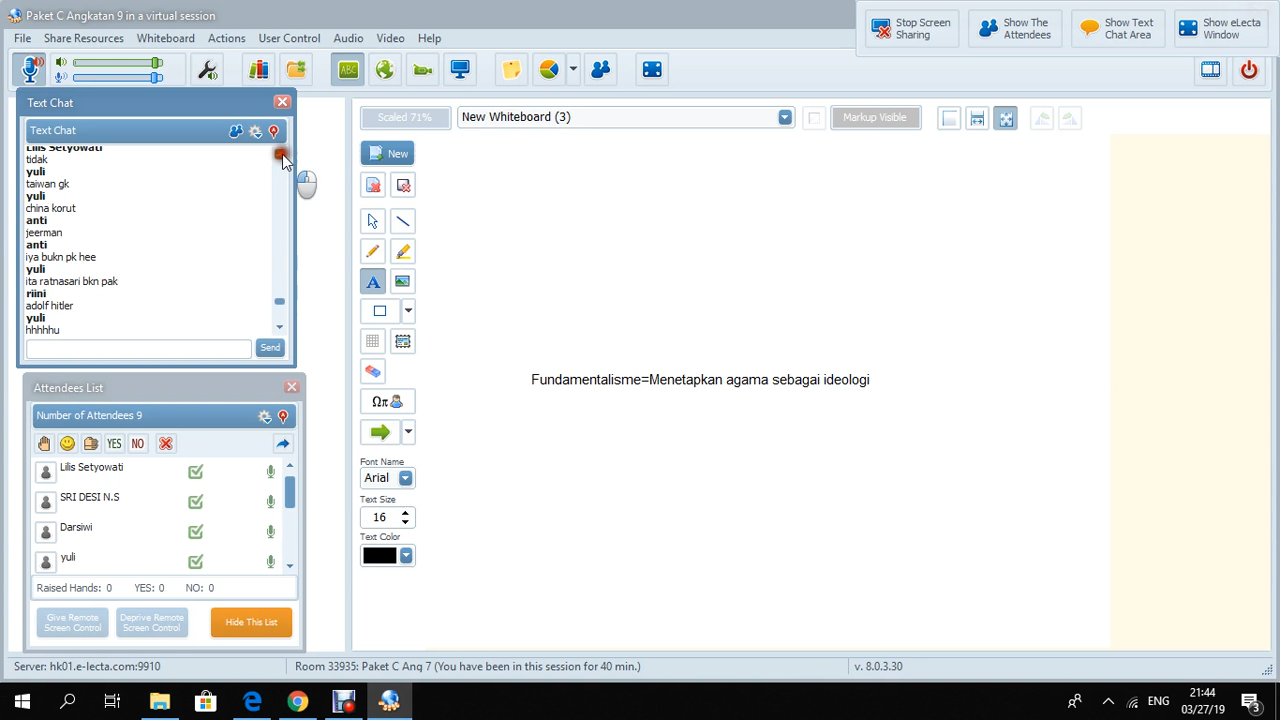 Paket C Angkatan 9 in a virtual session
File Share Resources Whiteboard Actions User Control Audio Video Help
Stop Screen Sharing
Show The Attendees
Show Text Chat Area
Show eLecta Window
ABC
Text Chat
Text Chat
Lilis Setyowati
tidak
yuli
taiwan gk
yuli
china korut
anti
jeerman
anti
iya bukn pk hee
yuli
ita ratnasari bkn pak
riini
adolf hitler
yuli
hhhhhu
Send
Attendees List
Number of Attendees 9
YES NO
Lilis Setyowati
SRI DESI N.S
Darsiwi
yuli
Raised Hands: 0 YES: 0 NO: 0
Give Remote Screen Control
Deprive Remote Screen Control
Hide This List
Scaled 71%
New Whiteboard (3)
Markup Visible
New
A
Ωπ
Font Name
Arial
Text Size
16
Text Color
Fundamentalisme=Menetapkan agama sebagai ideologi
Server: hk01.e-lecta.com:9910
Room 33935: Paket C Ang 7 (You have been in this session for 40 min.)
v. 8.0.3.30
ENG
21:44
03/27/19
3